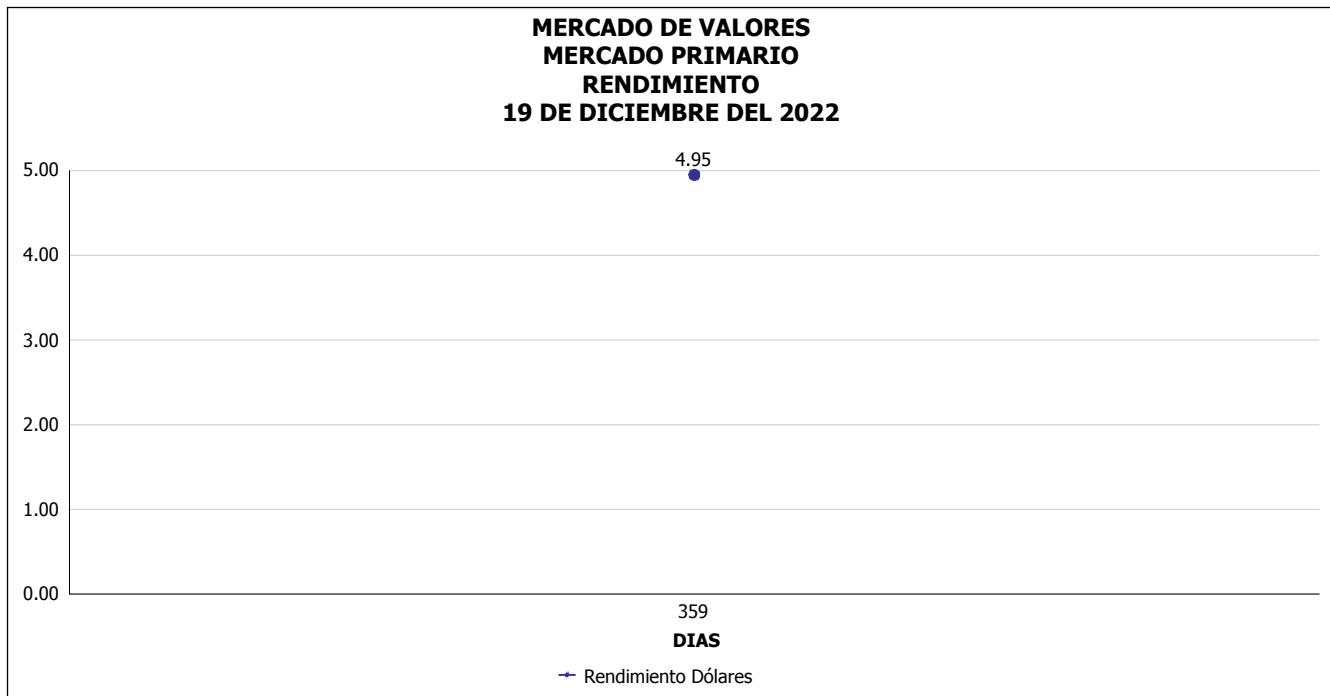 MERCADO DE VALORES
MERCADO PRIMARIO
RENDIMIENTO
19 DE DICIEMBRE DEL 2022
4.95
5.00
4.00
3.00
2.00
1.00
0.00
359
DIAS
Rendimiento Dólares